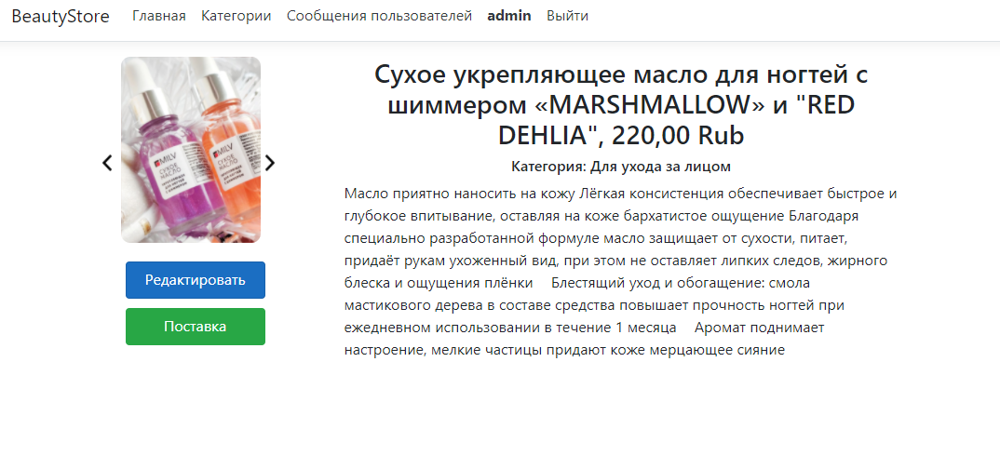 BeautyStore Главная Категории Сообщения пользователей admin Выйти
Сухое укрепляющее масло для ногтей с
шиммером «MARSHMALLOW» и "RED
DEHLIA", 220,00 Rub
Категория: Для ухода за лицом
Масло приятно наносить на кожу Лёгкая консистенция обеспечивает быстрое и
глубокое впитывание, оставляя на коже бархатистое ощущение Благодаря
специально разработанной формуле масло защищает от сухости, питает,
придаёт рукам ухоженный вид, при этом не оставляет липких следов, жирного
блеска и ощущения плёнки Блестящий уход и обогащение: смола
мастикового дерева в составе средства повышает прочность ногтей при
ежедневном использовании в течение 1 месяца Аромат поднимает
настроение, мелкие частицы придают коже мерцающее сияние
MILV
СУХОЕ
МАСЛО
MILV
СУХОЕ
МАСЛО
Редактировать
Поставка